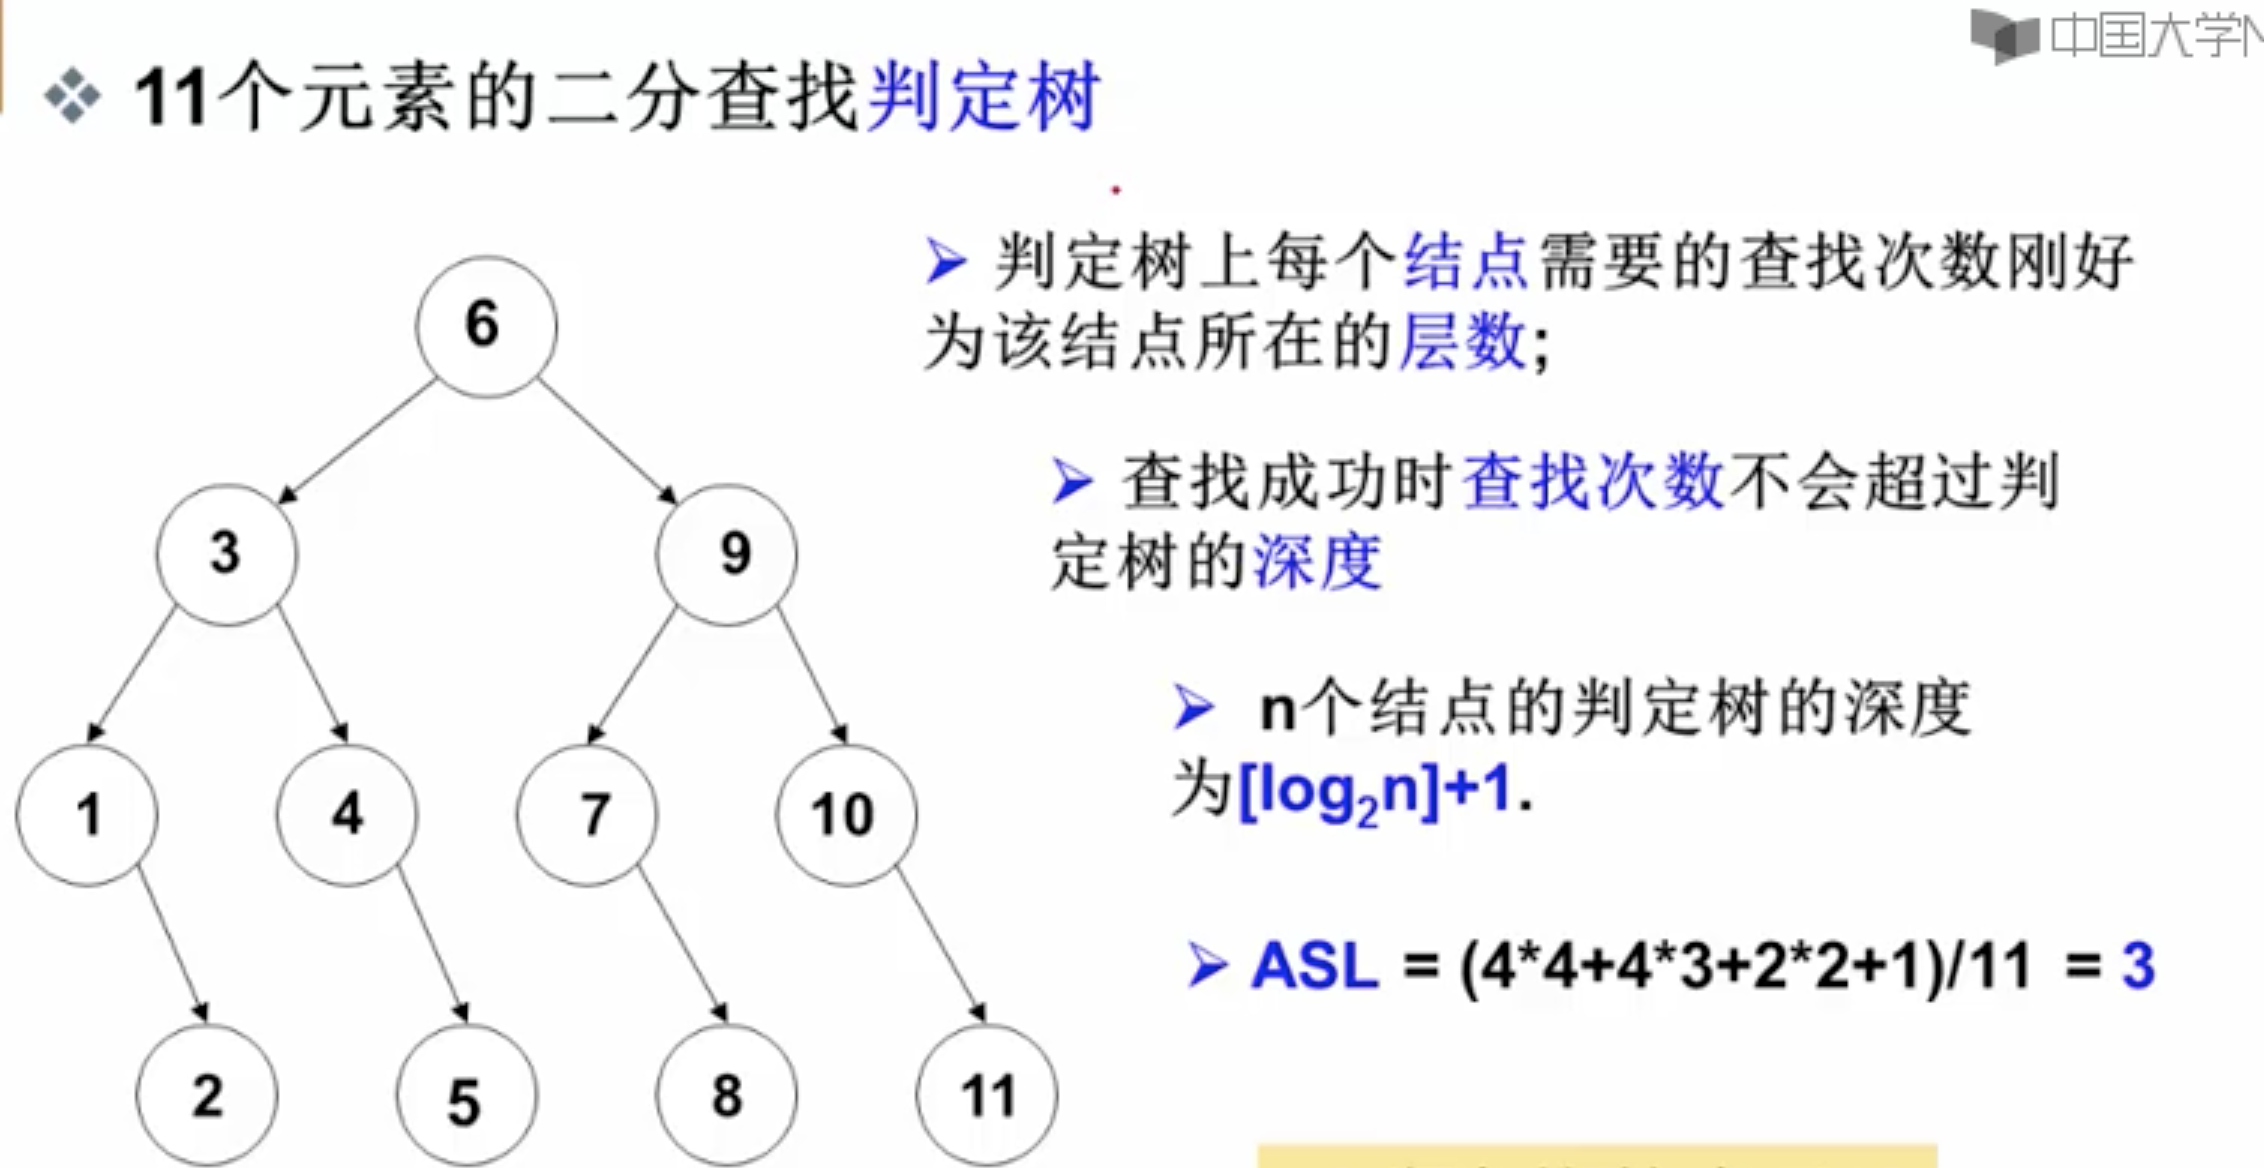 中国大学
11个元素的二分查找判定树
判定树上每个结点需要的查找次数刚好
为该结点所在的层数;
查找成功时查找次数不会超过判
定树的深度
n个结点的判定树的深度
为[log₂n]+1.
ASL = (4*4+4*3+2*2+1)/11 = 3
6
3
9
1
4
7
10
2
5
8
11